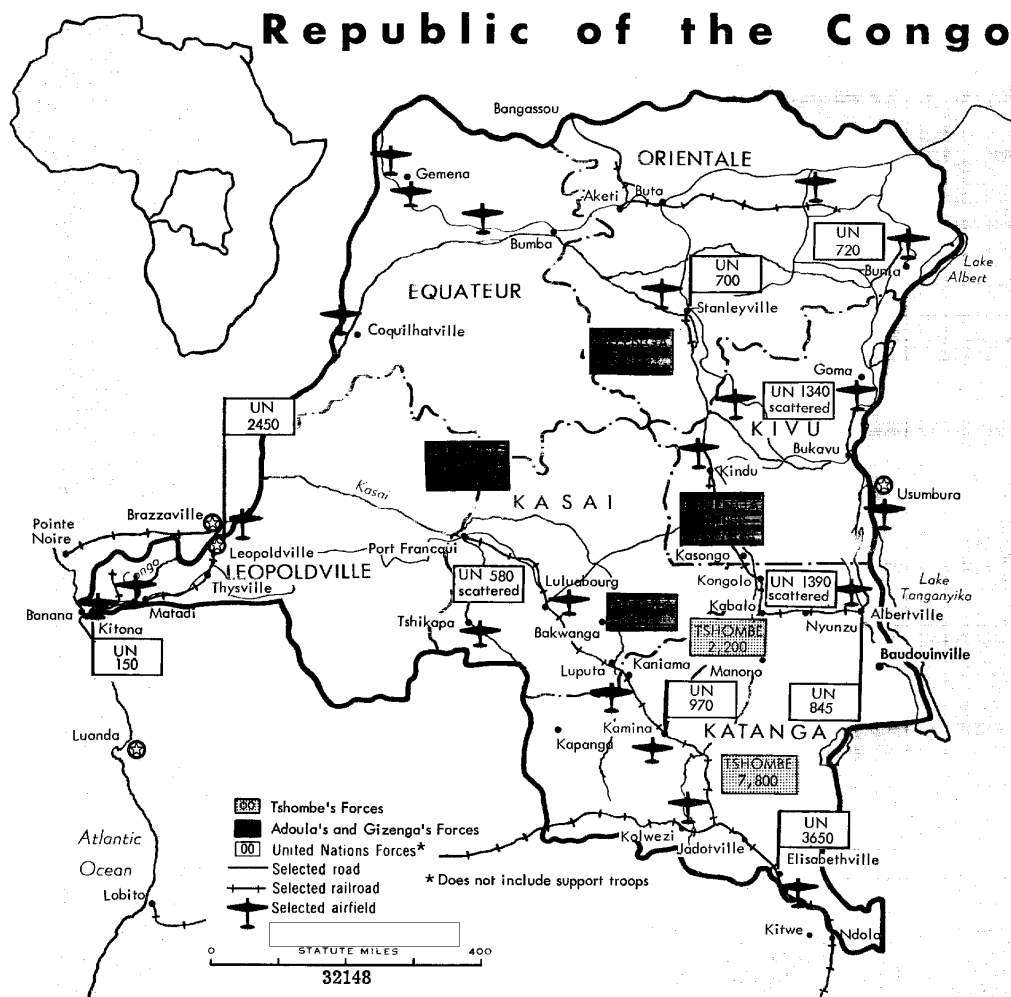 Republic of the Congo
Bangassou
ORIENTALE
Gemena
Aketi
Buta
Bumba
UN
720
Bunia
Lake
Albert
UN
700
EQUATEUR
Stanleyville
Coquilhatville
Goma
UN 1340
scattered
UN
2450
KIVU
Bukavu
Kindu
Kasai
KASAI
Usumbura
Brazzaville
Pointe
Noire
Port Francqui
Kasongo
Leopoldville
LEOPOLDVILLE
Congo
Thysville
UN 580
scattered
Luluabourg
Kongolo
UN 1390
scattered
Lake
Tanganyika
Banana
Matadi
Kitona
Kabalo
Albertville
Tshikapa
Bakwanga
Nyunzu
TSHOMBE
2,200
UN
150
Baudouinville
Luputa
Kaniama
Manono
UN
970
UN
845
Luanda
Kapanga
Kamina
KATANGA
TSHOMBE
7,800
00 Tshombe's Forces
Adoula's and Gizenga's Forces
00 United Nations Forces*
Selected road
Selected railroad
Selected airfield
* Does not include support troops
Atlantic
Ocean
Lobito
Kolwezi
Jadotville
UN
3650
Elisabethville
Kitwe
Ndola
0 STATUTE MILES 400
32148